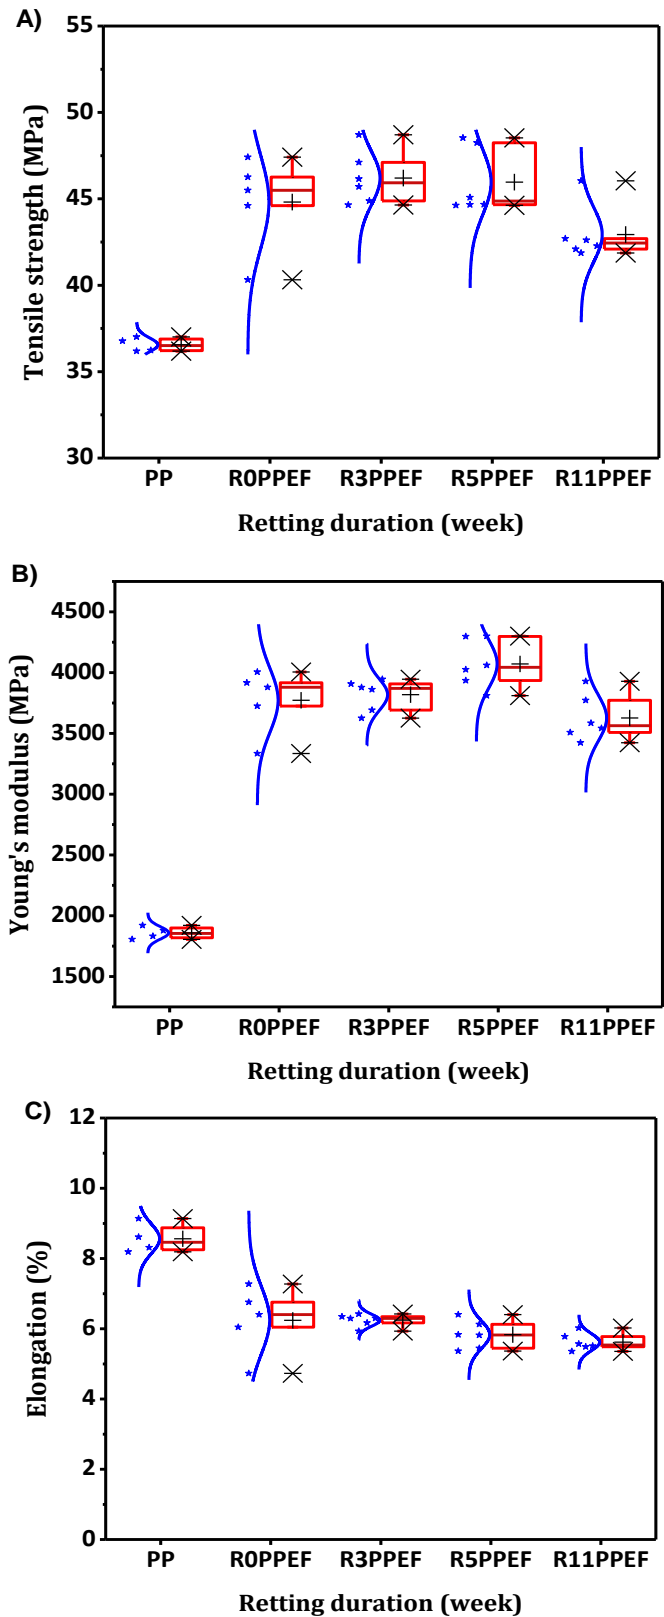 A)
Tensile strength (MPa)
55
50
45
40
35
30
PP R0PPEF R3PPEF R5PPEF R11PPEF
Retting duration (week)
B)
Young's modulus (MPa)
4500
4000
3500
3000
2500
2000
1500
PP R0PPEF R3PPEF R5PPEF R11PPEF
Retting duration (week)
C)
Elongation (%)
12
10
8
6
4
2
0
PP R0PPEF R3PPEF R5PPEF R11PPEF
Retting duration (week)